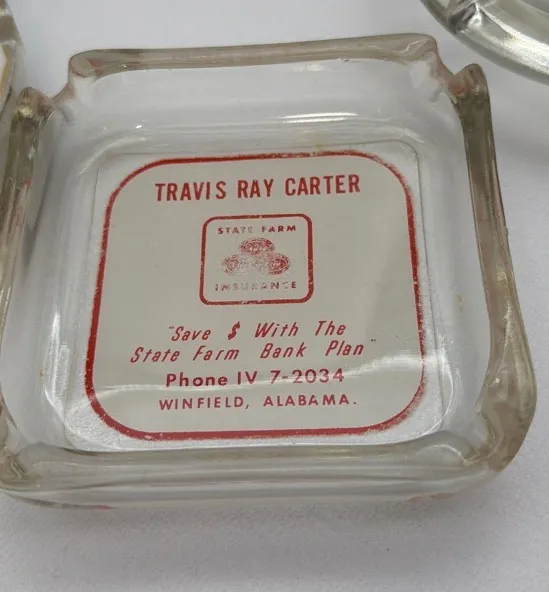 TRAVIS RAY CARTER
STATE FARM
INSURANCE
"Save $ With The
State Farm Bank Plan"
Phone IV 7-2034
WINFIELD, ALABAMA.